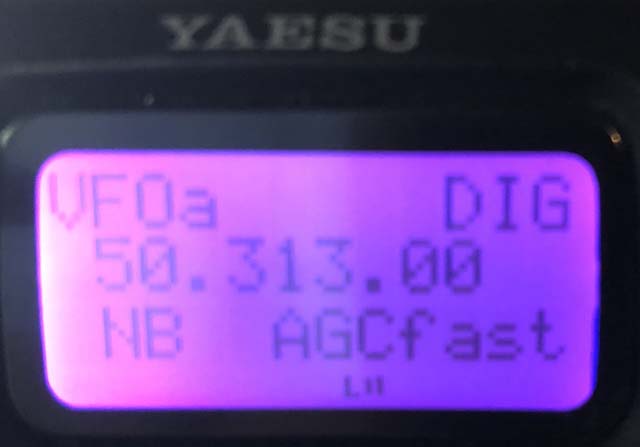 YAESU
VFOa DIG
50.313.00
NB AGCfast